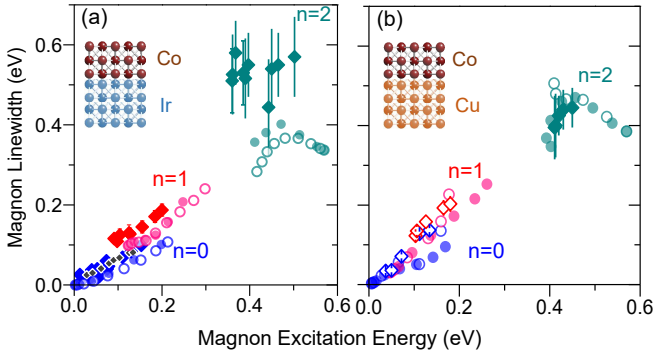 (a)
n=2
(b)
0.6
Co
Co
Ir
Cu
n=2
0.4
n=1
n=1
0.2
n=0
n=0
0.0
0.0 0.2 0.4 0.6 0.0 0.2 0.4 0.6
Magnon Linewidth (eV)
Magnon Excitation Energy (eV)